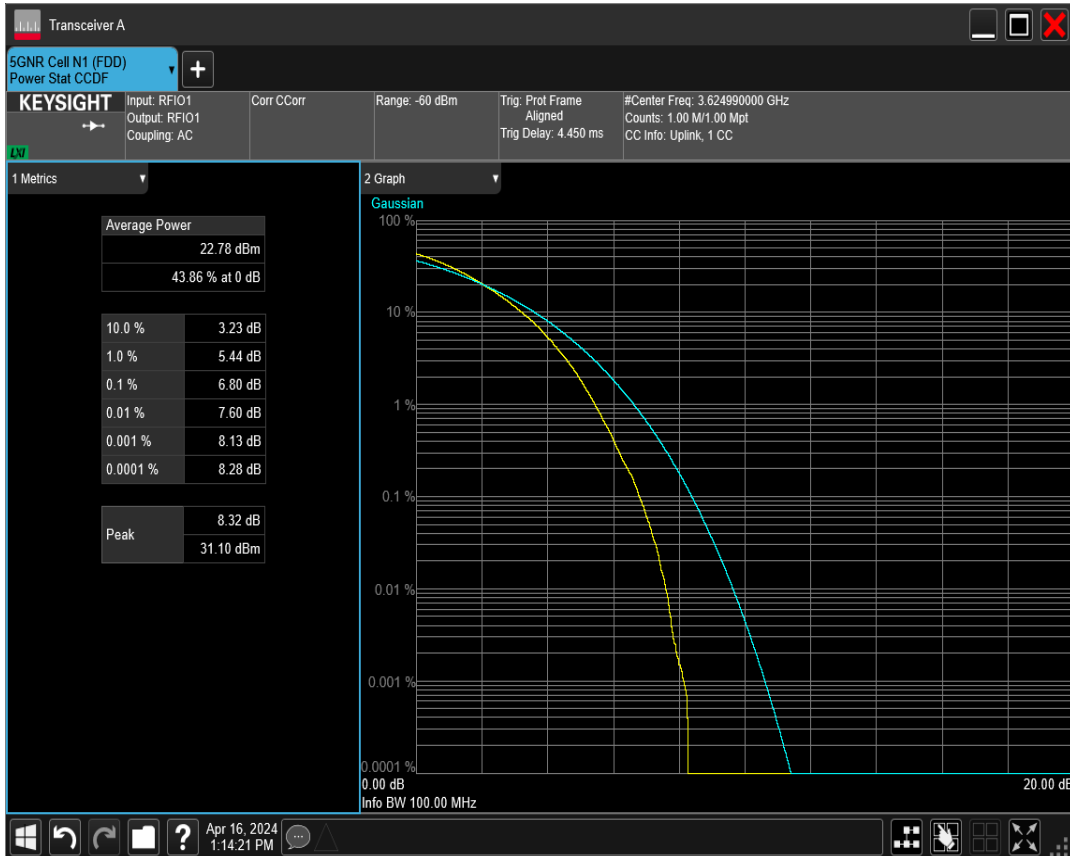 Transceiver A
5GNR Cell N1 (FDD)
Power Stat CCDF
+
KEYSIGHT
LXI
Input: RFIO1
Output: RFIO1
Coupling: AC
Corr CCorr
Range: -60 dBm
Trig: Prot Frame
Aligned
Trig Delay: 4.450 ms
#Center Freq: 3.624990000 GHz
Counts: 1.00 M/1.00 Mpt
CC Info: Uplink, 1 CC
1 Metrics
Average Power
22.78 dBm
43.86 % at 0 dB
10.0 % 3.23 dB
1.0 % 5.44 dB
0.1 % 6.80 dB
0.01 % 7.60 dB
0.001 % 8.13 dB
0.0001 % 8.28 dB
Peak
8.32 dB
31.10 dBm
2 Graph
Gaussian
100 %
10 %
1 %
0.1 %
0.01 %
0.001 %
0.0001 %
0.00 dB
20.00 dB
Info BW 100.00 MHz
?
Apr 16, 2024
1:14:21 PM